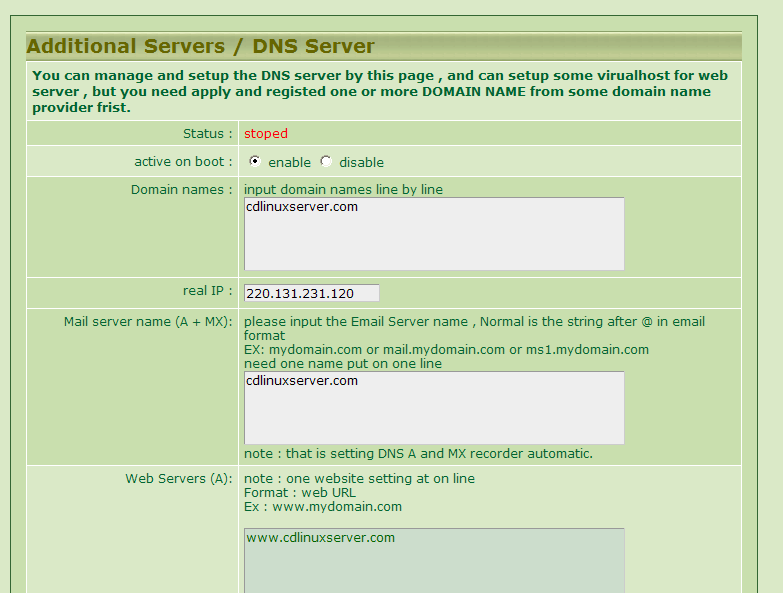 Additional Servers / DNS Server
You can manage and setup the DNS server by this page , and can setup some virualhost for web
server , but you need apply and registed one or more DOMAIN NAME from some domain name
provider frist.
Status : stoped
active on boot : enable disable
Domain names : input domain names line by line
cdlinuxserver.com
real IP : 220.131.231.120
Mail server name (A + MX): please input the Email Server name , Normal is the string after @ in email
format
EX: mydomain.com or mail.mydomain.com or ms1.mydomain.com
need one name put on one line
cdlinuxserver.com
note : that is setting DNS A and MX recorder automatic.
Web Servers (A): note : one website setting at on line
Format : web URL
Ex : www.mydomain.com
www.cdlinuxserver.com